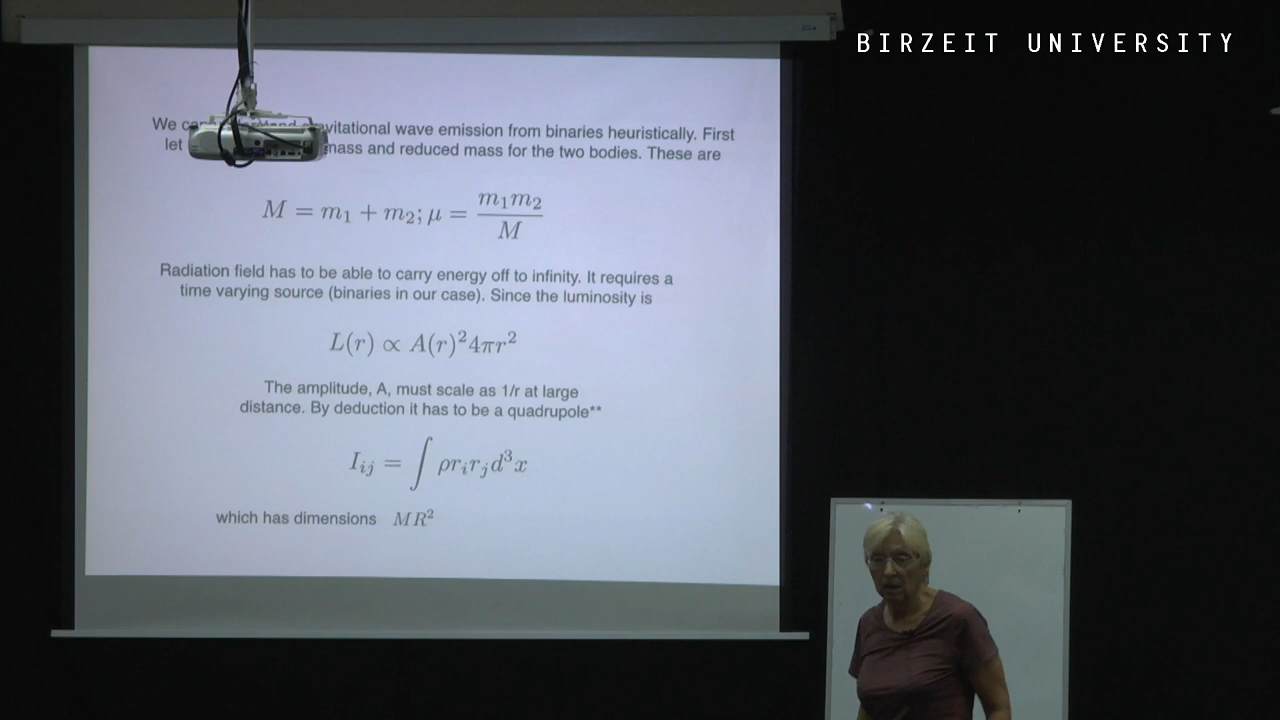 BIRZEIT UNIVERSITY
We gravitational wave emission from binaries heuristically. First
let mass and reduced mass for the two bodies. These are
M = m₁ + m₂; μ = m₁m₂ / M
Radiation field has to be able to carry energy off to infinity. It requires a
time varying source (binaries in our case). Since the luminosity is
L(r) ∝ A(r)²4πr²
The amplitude, A, must scale as 1/r at large
distance. By deduction it has to be a quadrupole**
Iᵢⱼ = ∫ ρrᵢrⱼd³x
which has dimensions MR²